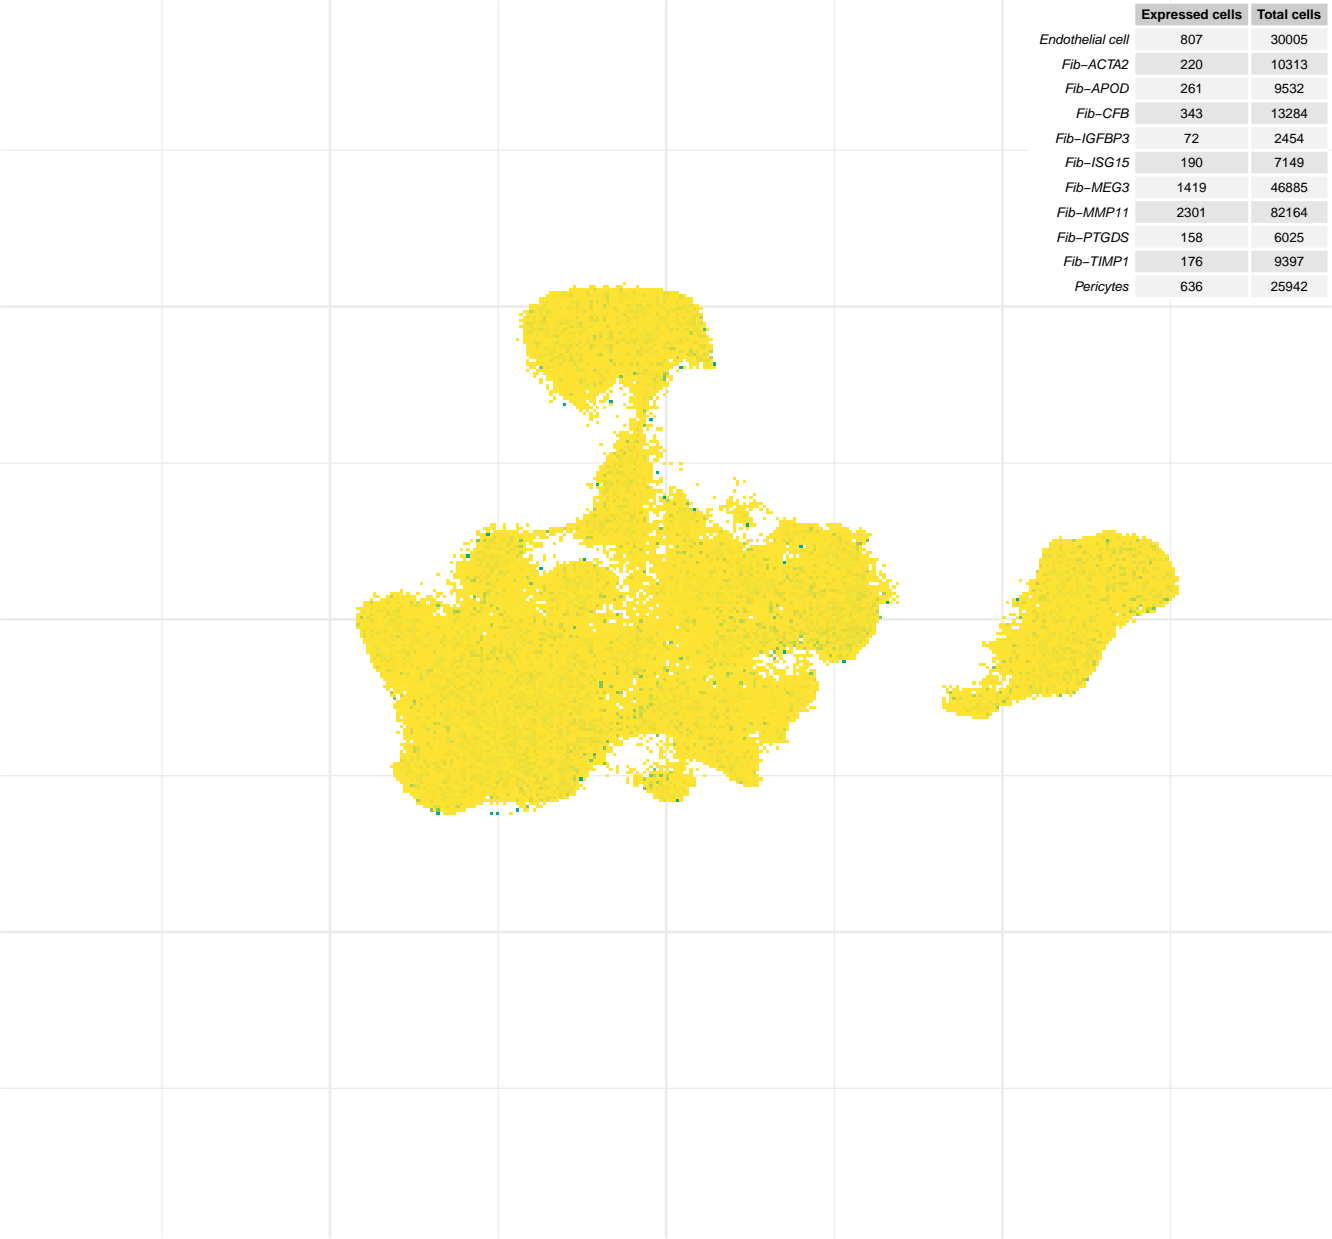 Expressed cells Total cells
Endothelial cell 807 30005
Fib−ACTA2 220 10313
Fib−APOD 261 9532
Fib−CFB 343 13284
Fib−IGFBP3 72 2454
Fib−ISG15 190 7149
Fib−MEG3 1419 46885
Fib−MMP11 2301 82164
Fib−PTGDS 158 6025
Fib−TIMP1 176 9397
Pericytes 636 25942